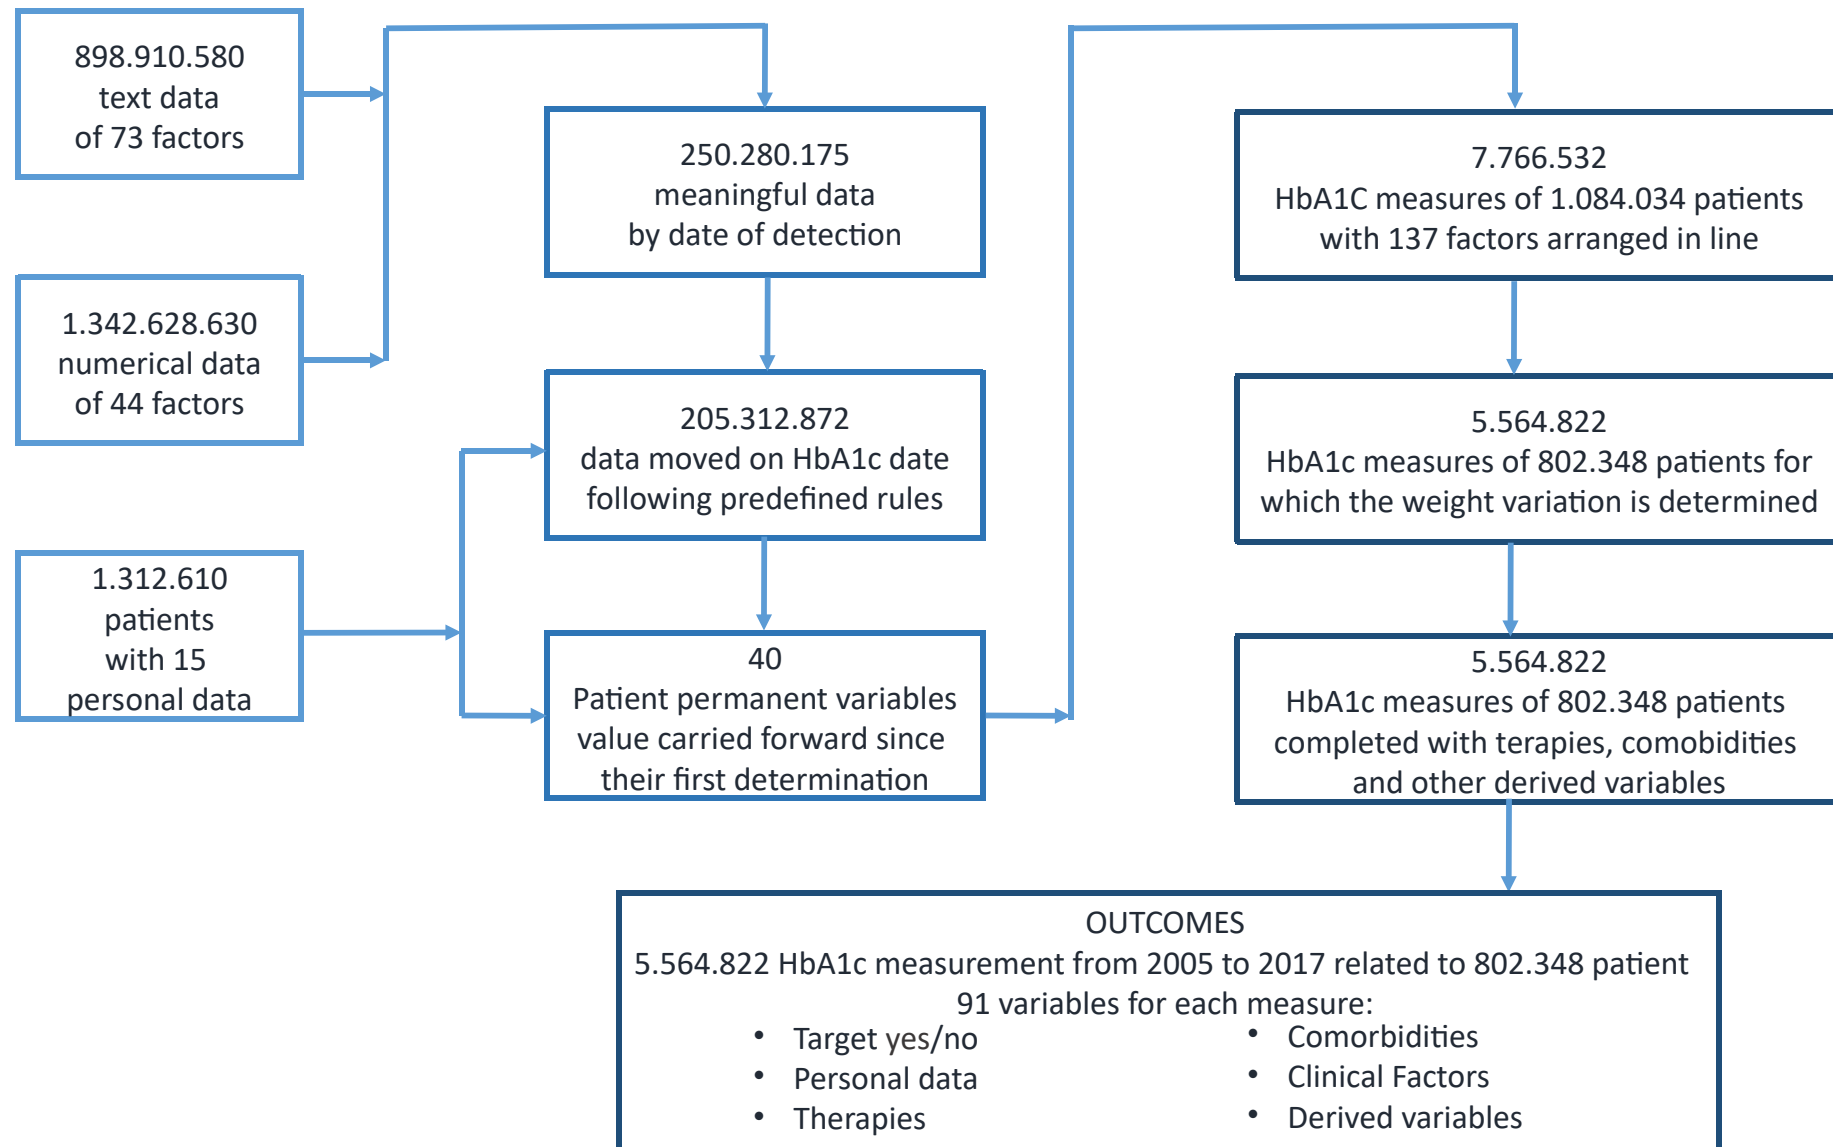 898.910.580
text data
of 73 factors
1.342.628.630
numerical data
of 44 factors
1.312.610
patients
with 15
personal data
250.280.175
meaningful data
by date of detection
205.312.872
data moved on HbA1c date
following predefined rules
40
Patient permanent variables
value carried forward since
their first determination
7.766.532
HbA1C measures of 1.084.034 patients
with 137 factors arranged in line
5.564.822
HbA1c measures of 802.348 patients for
which the weight variation is determined
5.564.822
HbA1c measures of 802.348 patients
completed with terapies, comobidities
and other derived variables
OUTCOMES
5.564.822 HbA1c measurement from 2005 to 2017 related to 802.348 patient
91 variables for each measure:
• Target yes/no
• Personal data
• Therapies
• Comorbidities
• Clinical Factors
• Derived variables